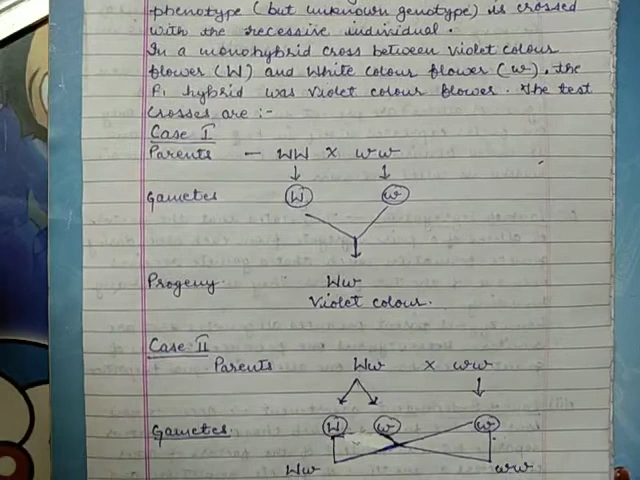 phenotype (but unknown genotype) is crossed
with the recessive individual.
In a monohybrid cross between violet colour
flower (W) and White colour flower (w), the
F1 hybrid was violet colour flower. The test
crosses are :-
Case I
Parents - WW X ww
Gametes W w
Progeny Ww
Violet colour.
Case II
Parents Ww X ww
Gametes W w w
Ww ww